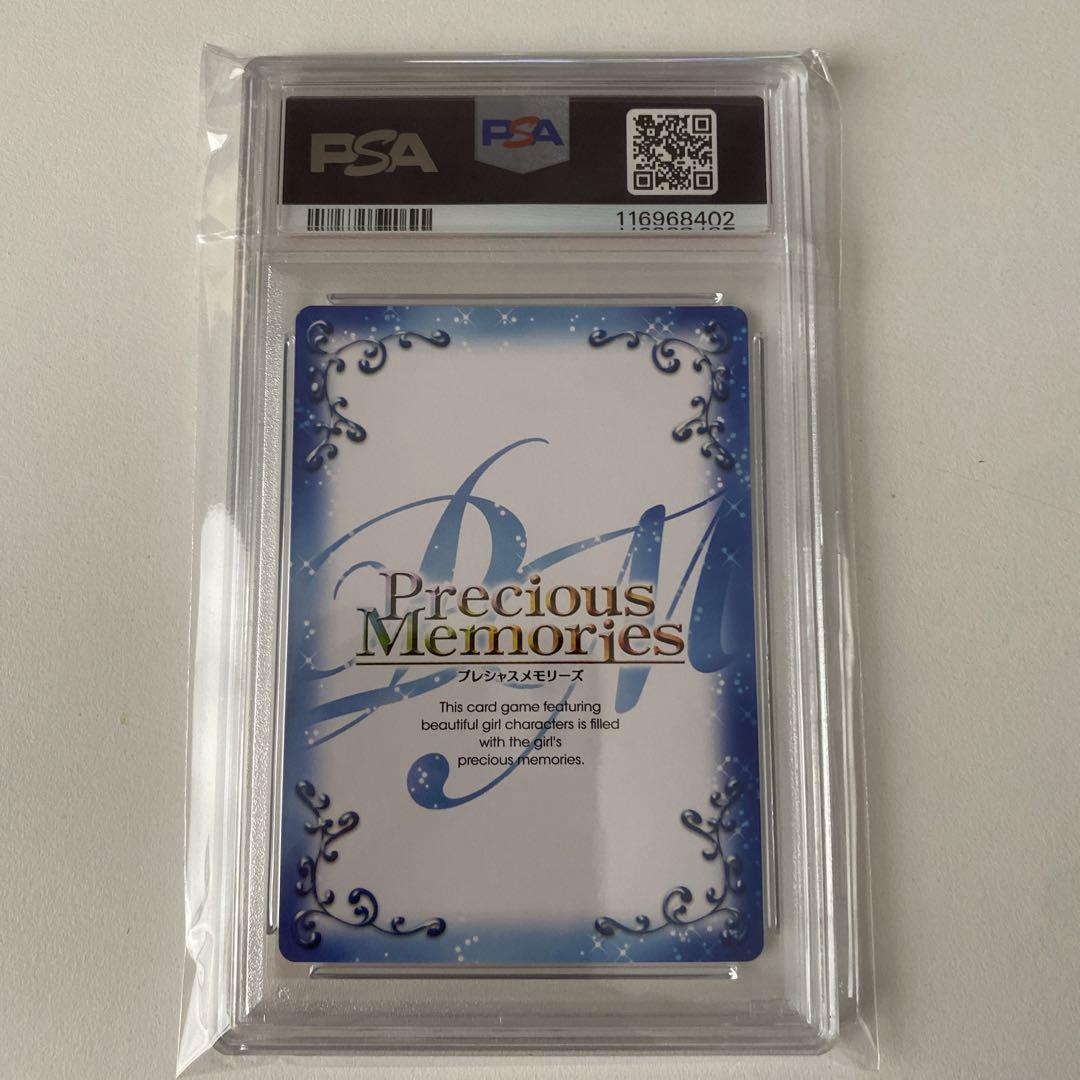 PSA
PSA
116968402
Precious
Memories
プレシャスメモリーズ
This card game featuring
beautiful girl characters is filled
with the girl's
precious memories.